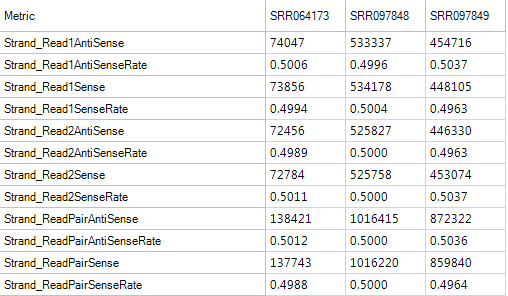 Metric SRR064173 SRR097848 SRR097849
Strand_Read1AntiSense 74047 533337 454716
Strand_Read1AntiSenseRate 0.5006 0.4996 0.5037
Strand_Read1Sense 73856 534178 448105
Strand_Read1SenseRate 0.4994 0.5004 0.4963
Strand_Read2AntiSense 72456 525827 446330
Strand_Read2AntiSenseRate 0.4989 0.5000 0.4963
Strand_Read2Sense 72784 525758 453074
Strand_Read2SenseRate 0.5011 0.5000 0.5037
Strand_ReadPairAntiSense 138421 1016415 872322
Strand_ReadPairAntiSenseRate 0.5012 0.5000 0.5036
Strand_ReadPairSense 137743 1016220 859840
Strand_ReadPairSenseRate 0.4988 0.5000 0.4964